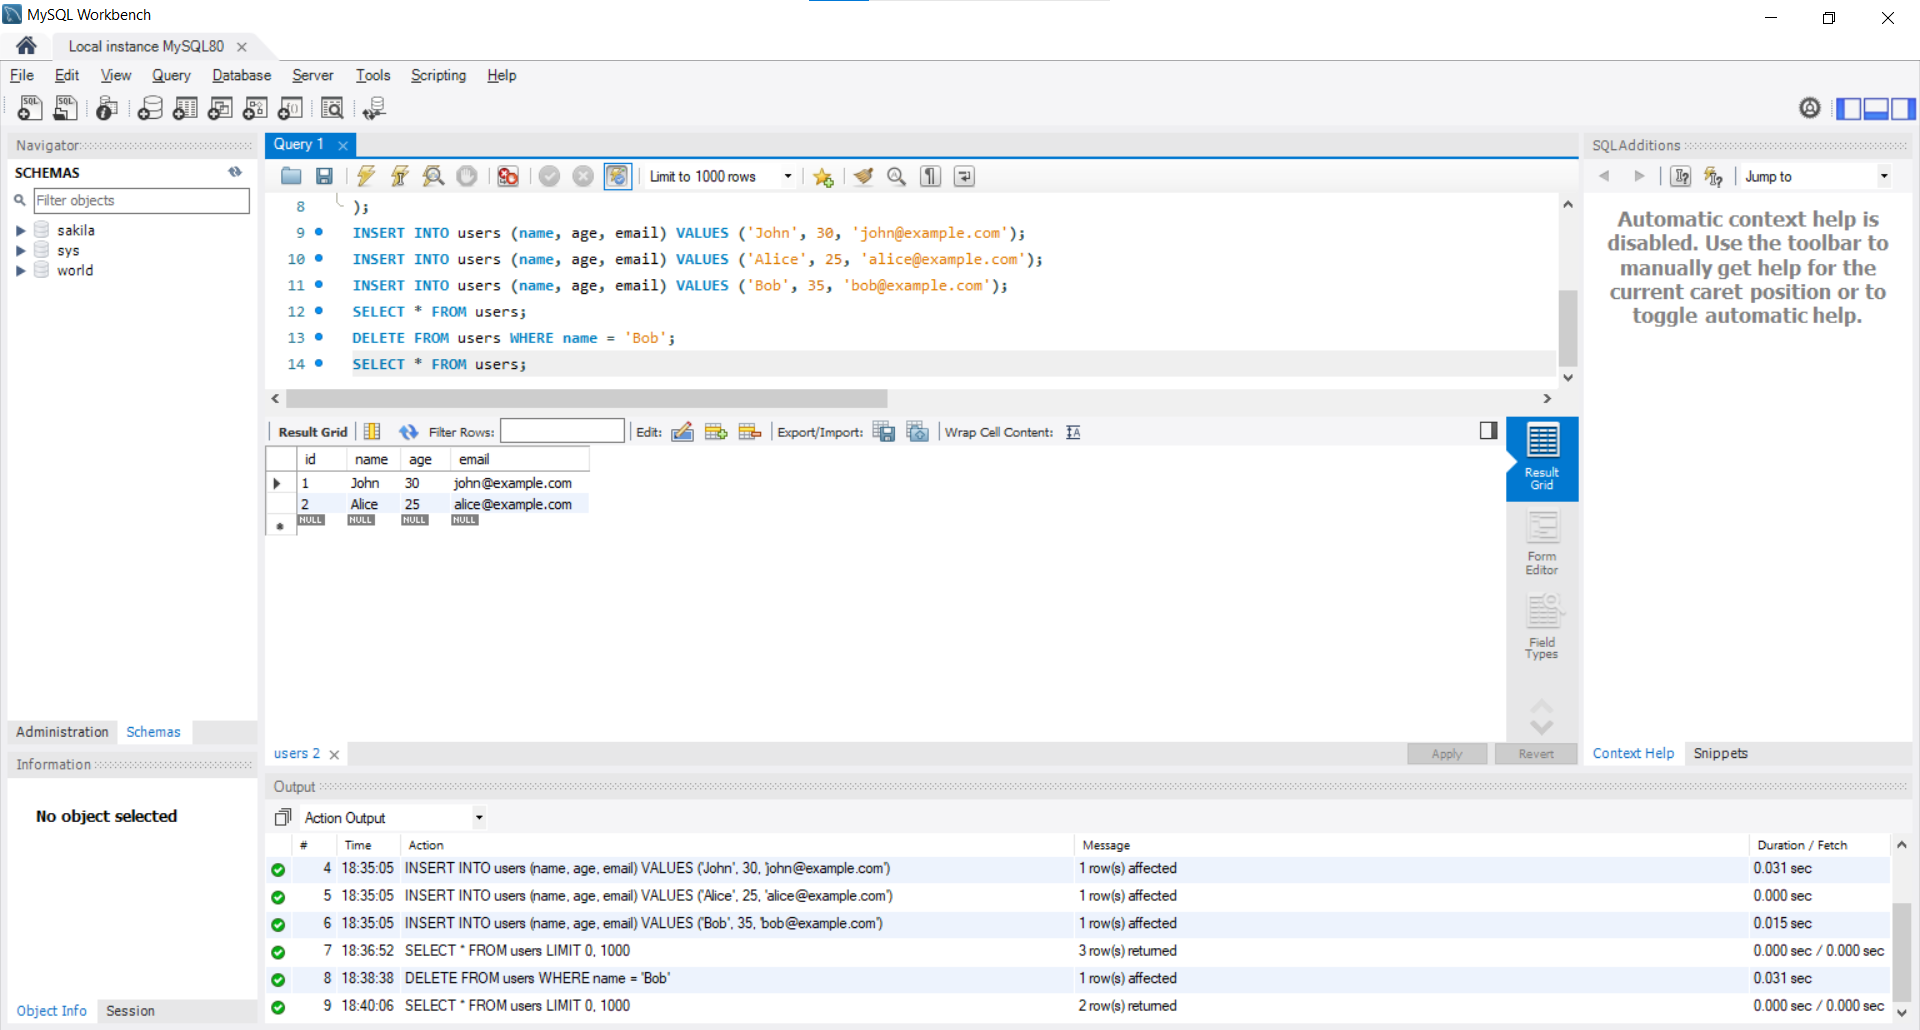 MySQL Workbench
Local instance MySQL80
File Edit View Query Database Server Tools Scripting Help
Navigator
SCHEMAS
Filter objects
sakila
sys
world
Administration Schemas
Information
No object selected
Object Info Session
Query 1
Limit to 1000 rows
8 );
9 INSERT INTO users (name, age, email) VALUES ('John', 30, 'john@example.com');
10 INSERT INTO users (name, age, email) VALUES ('Alice', 25, 'alice@example.com');
11 INSERT INTO users (name, age, email) VALUES ('Bob', 35, 'bob@example.com');
12 SELECT * FROM users;
13 DELETE FROM users WHERE name = 'Bob';
14 SELECT * FROM users;
Result Grid Filter Rows: Edit: Export/Import: Wrap Cell Content:
id name age email
1 John 30 john@example.com
2 Alice 25 alice@example.com
NULL NULL NULL NULL
Result
Grid
Form
Editor
Field
Types
users 2
Apply Revert
SQLAdditions
Jump to
Automatic context help is
disabled. Use the toolbar to
manually get help for the
current caret position or to
toggle automatic help.
Context Help Snippets
Output
Action Output
# Time Action Message Duration / Fetch
4 18:35:05 INSERT INTO users (name, age, email) VALUES ('John', 30, 'john@example.com') 1 row(s) affected 0.031 sec
5 18:35:05 INSERT INTO users (name, age, email) VALUES ('Alice', 25, 'alice@example.com') 1 row(s) affected 0.000 sec
6 18:35:05 INSERT INTO users (name, age, email) VALUES ('Bob', 35, 'bob@example.com') 1 row(s) affected 0.015 sec
7 18:36:52 SELECT * FROM users LIMIT 0, 1000 3 row(s) returned 0.000 sec / 0.000 sec
8 18:38:38 DELETE FROM users WHERE name = 'Bob' 1 row(s) affected 0.031 sec
9 18:40:06 SELECT * FROM users LIMIT 0, 1000 2 row(s) returned 0.000 sec / 0.000 sec